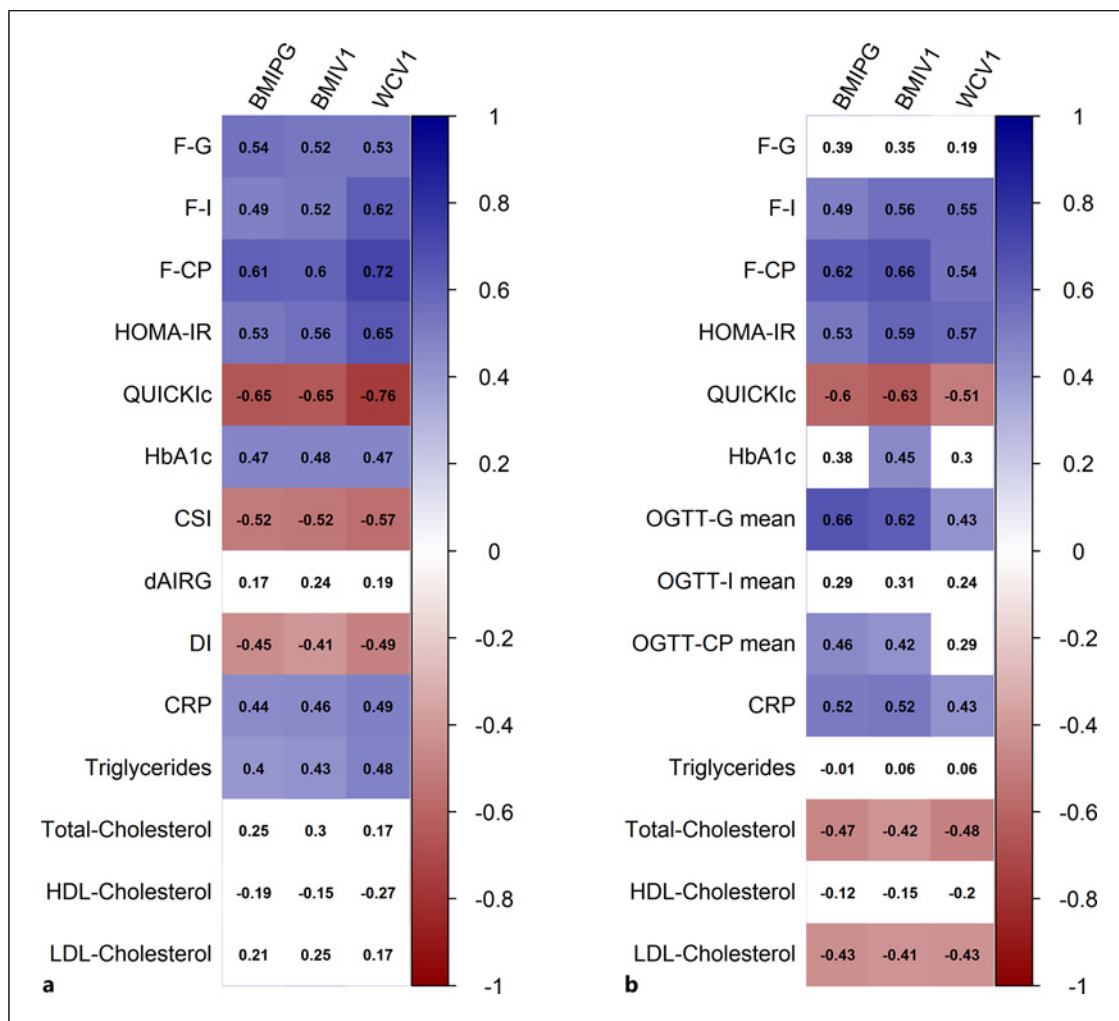 BMIPG BMIV1 WCV1
F-G 0.54 0.52 0.53
F-I 0.49 0.52 0.62
F-CP 0.61 0.6 0.72
HOMA-IR 0.53 0.56 0.65
QUICKIc -0.65 -0.65 -0.76
HbA1c 0.47 0.48 0.47
CSI -0.52 -0.52 -0.57
dAIRG 0.17 0.24 0.19
DI -0.45 -0.41 -0.49
CRP 0.44 0.46 0.49
Triglycerides 0.4 0.43 0.48
Total-Cholesterol 0.25 0.3 0.17
HDL-Cholesterol -0.19 -0.15 -0.27
LDL-Cholesterol 0.21 0.25 0.17
1
0.8
0.6
0.4
0.2
0
-0.2
-0.4
-0.6
-0.8
-1
a
BMIPG BMIV1 WCV1
F-G 0.39 0.35 0.19
F-I 0.49 0.56 0.55
F-CP 0.62 0.66 0.54
HOMA-IR 0.53 0.59 0.57
QUICKIc -0.6 -0.63 -0.51
HbA1c 0.38 0.45 0.3
OGTT-G mean 0.66 0.62 0.43
OGTT-I mean 0.29 0.31 0.24
OGTT-CP mean 0.46 0.42 0.29
CRP 0.52 0.52 0.43
Triglycerides -0.01 0.06 0.06
Total-Cholesterol -0.47 -0.42 -0.48
HDL-Cholesterol -0.12 -0.15 -0.2
LDL-Cholesterol -0.43 -0.41 -0.43
1
0.8
0.6
0.4
0.2
0
-0.2
-0.4
-0.6
-0.8
-1
b